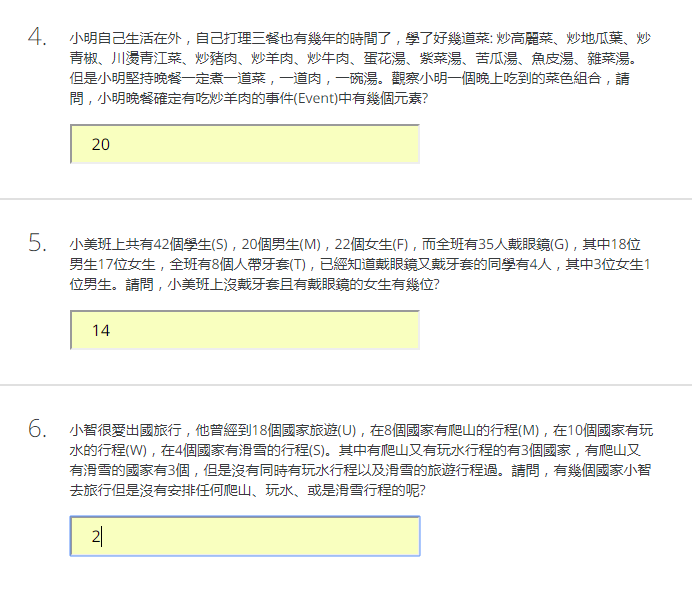 4. 小明自己生活在外，自己打理三餐也有幾年的時間了，學了好幾道菜: 炒高麗菜、炒地瓜葉、炒
青椒、川燙青江菜、炒豬肉、炒羊肉、炒牛肉、蛋花湯、紫菜湯、苦瓜湯、魚皮湯、雜菜湯。
但是小明堅持晚餐一定煮一道菜，一道肉，一碗湯。觀察小明一個晚上吃到的菜色組合，請
問，小明晚餐確定有吃炒羊肉的事件(Event)中有幾個元素?
20
5. 小美班上共有42個學生(S)，20個男生(M)，22個女生(F)，而全班有35人戴眼鏡(G)，其中18位
男生17位女生，全班有8個人帶牙套(T)，已經知道戴眼鏡又戴牙套的同學有4人，其中3位女生1
位男生。請問，小美班上沒戴牙套且有戴眼鏡的女生有幾位?
14
6. 小智很愛出國旅行，他曾經到18個國家旅遊(U)，在8個國家有爬山的行程(M)，在10個國家有玩
水的行程(W)，在4個國家有滑雪的行程(S)。其中有爬山又有玩水行程的有3個國家，有爬山又
有滑雪的國家有3個，但是沒有同時有玩水行程以及滑雪的旅遊行程過。請問，有幾個國家小智
去旅行但是沒有安排任何爬山、玩水、或是滑雪行程的呢?
2